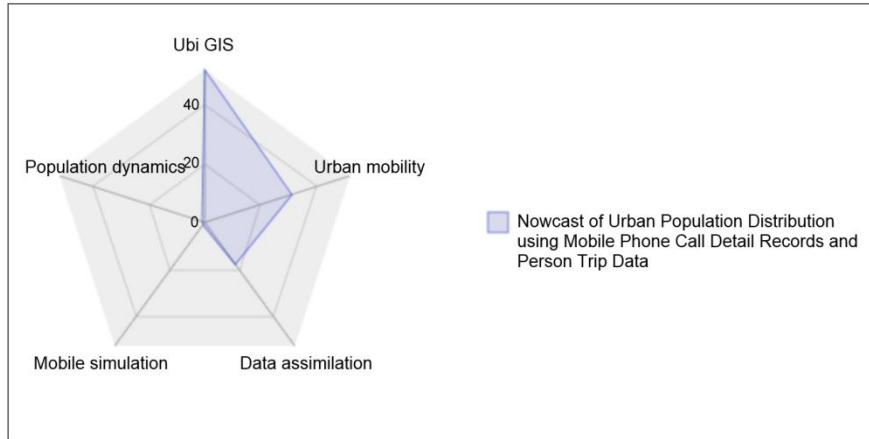 Ubi GIS
40
Population dynamics
20
Urban mobility
0
Nowcast of Urban Population Distribution
using Mobile Phone Call Detail Records and
Person Trip Data
Mobile simulation
Data assimilation